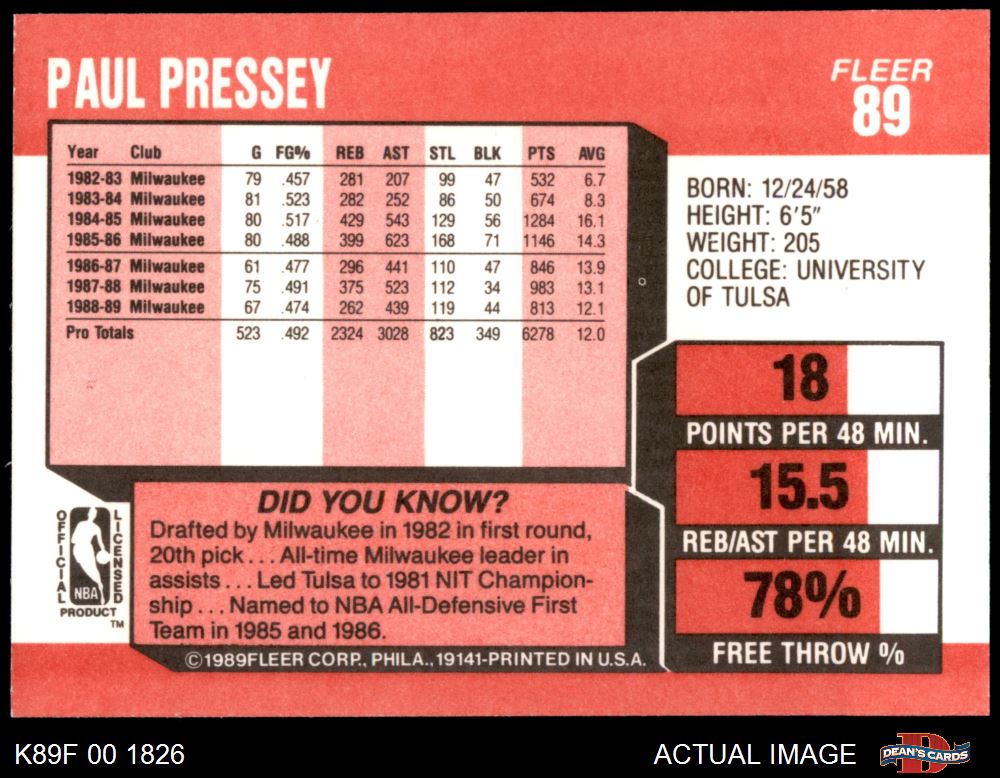 PAUL PRESSEY
FLEER
89
Year Club G FG% REB AST STL BLK PTS AVG
1982-83 Milwaukee 79 .457 281 207 99 47 532 6.7
1983-84 Milwaukee 81 .523 282 252 86 50 674 8.3
1984-85 Milwaukee 80 .517 429 543 129 56 1284 16.1
1985-86 Milwaukee 80 .488 399 623 168 71 1146 14.3
1986-87 Milwaukee 61 .477 296 441 110 47 846 13.9
1987-88 Milwaukee 75 .491 375 523 112 34 983 13.1
1988-89 Milwaukee 67 .474 262 439 119 44 813 12.1
Pro Totals 523 .492 2324 3028 823 349 6278 12.0
BORN: 12/24/58
HEIGHT: 6'5"
WEIGHT: 205
COLLEGE: UNIVERSITY
OF TULSA
18
POINTS PER 48 MIN.
15.5
REB/AST PER 48 MIN.
78%
FREE THROW %
DID YOU KNOW?
Drafted by Milwaukee in 1982 in first round,
20th pick . . . All-time Milwaukee leader in
assists . . . Led Tulsa to 1981 NIT Champion-
ship . . . Named to NBA All-Defensive First
Team in 1985 and 1986.
OFFICIAL
LICENSED
NBA
PRODUCT
TM
©1989FLEER CORP., PHILA., 19141-PRINTED IN U.S.A.
K89F 00 1826
ACTUAL IMAGE
DEAN'S CARDS